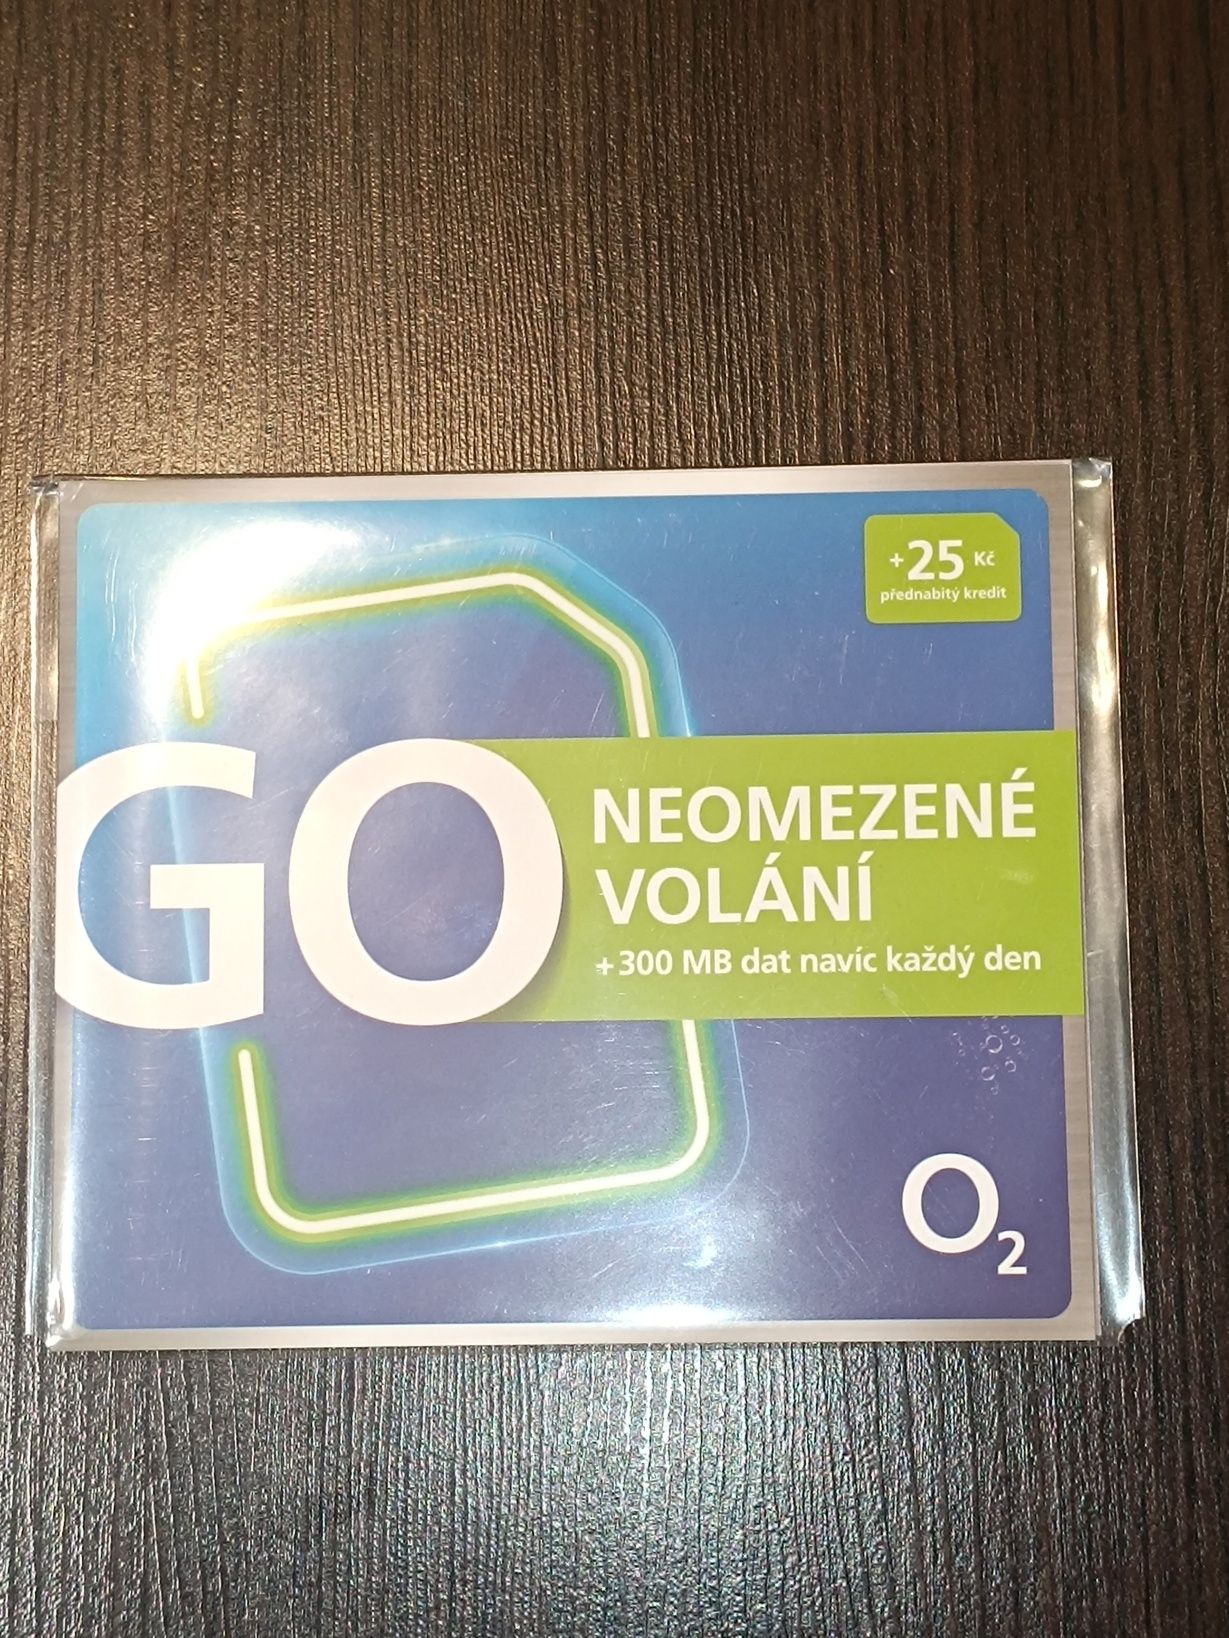 +25 Kč
přednabitý kredit
GO
NEOMEZENÉ
VOLÁNÍ
+300 MB dat navíc každý den
O2